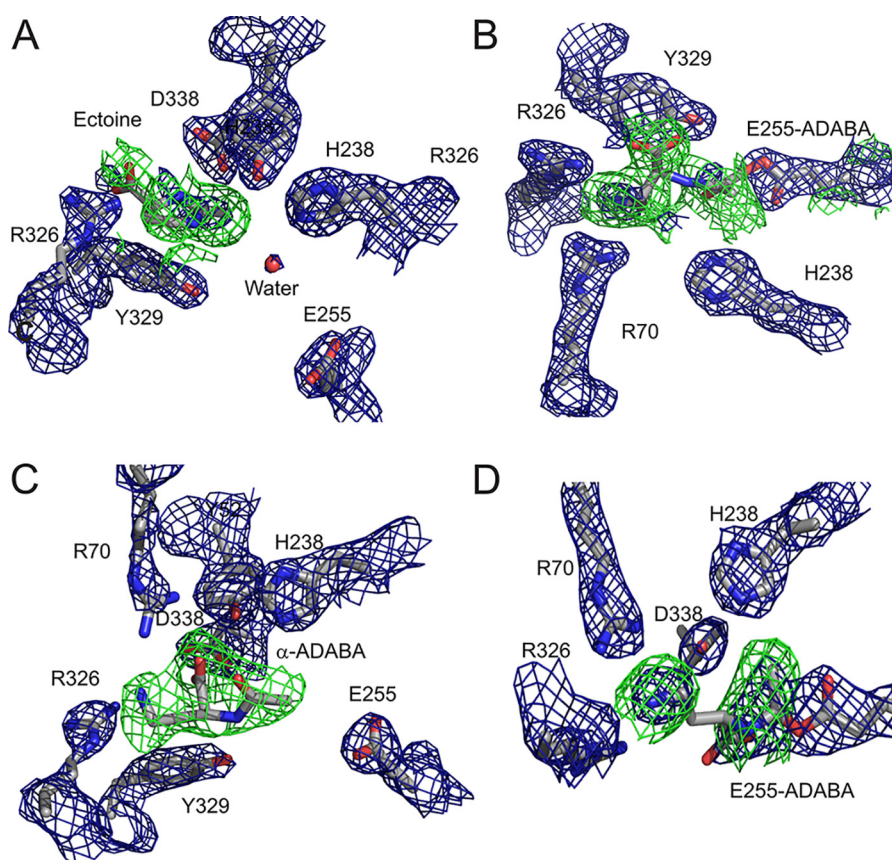 A
D338
Ectoine
H238
R326
R326
Y329
Water
E255
B
Y329
R326
E255-ADABA
H238
R70
C
Y52
R70
H238
D338
α-ADABA
R326
E255
Y329
D
H238
R70
D338
R326
E255-ADABA